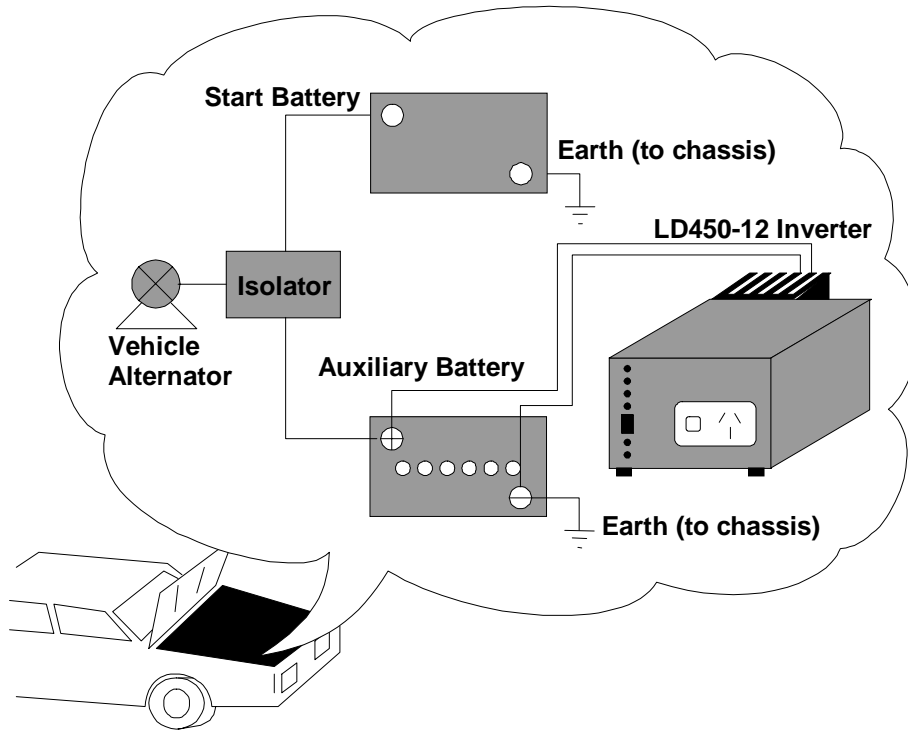 Start Battery
Earth (to chassis)
LD450-12 Inverter
Isolator
Vehicle
Alternator
Auxiliary Battery
Earth (to chassis)